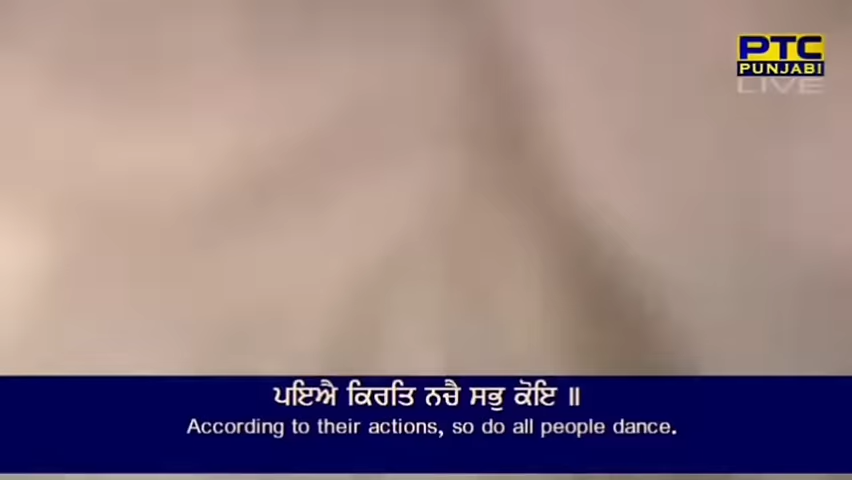 PTC
PUNJABI
LIVE
ਪਇਐ ਕਿਰਤਿ ਨਚੈ ਸਭੁ ਕੋਇ ॥
According to their actions, so do all people dance.